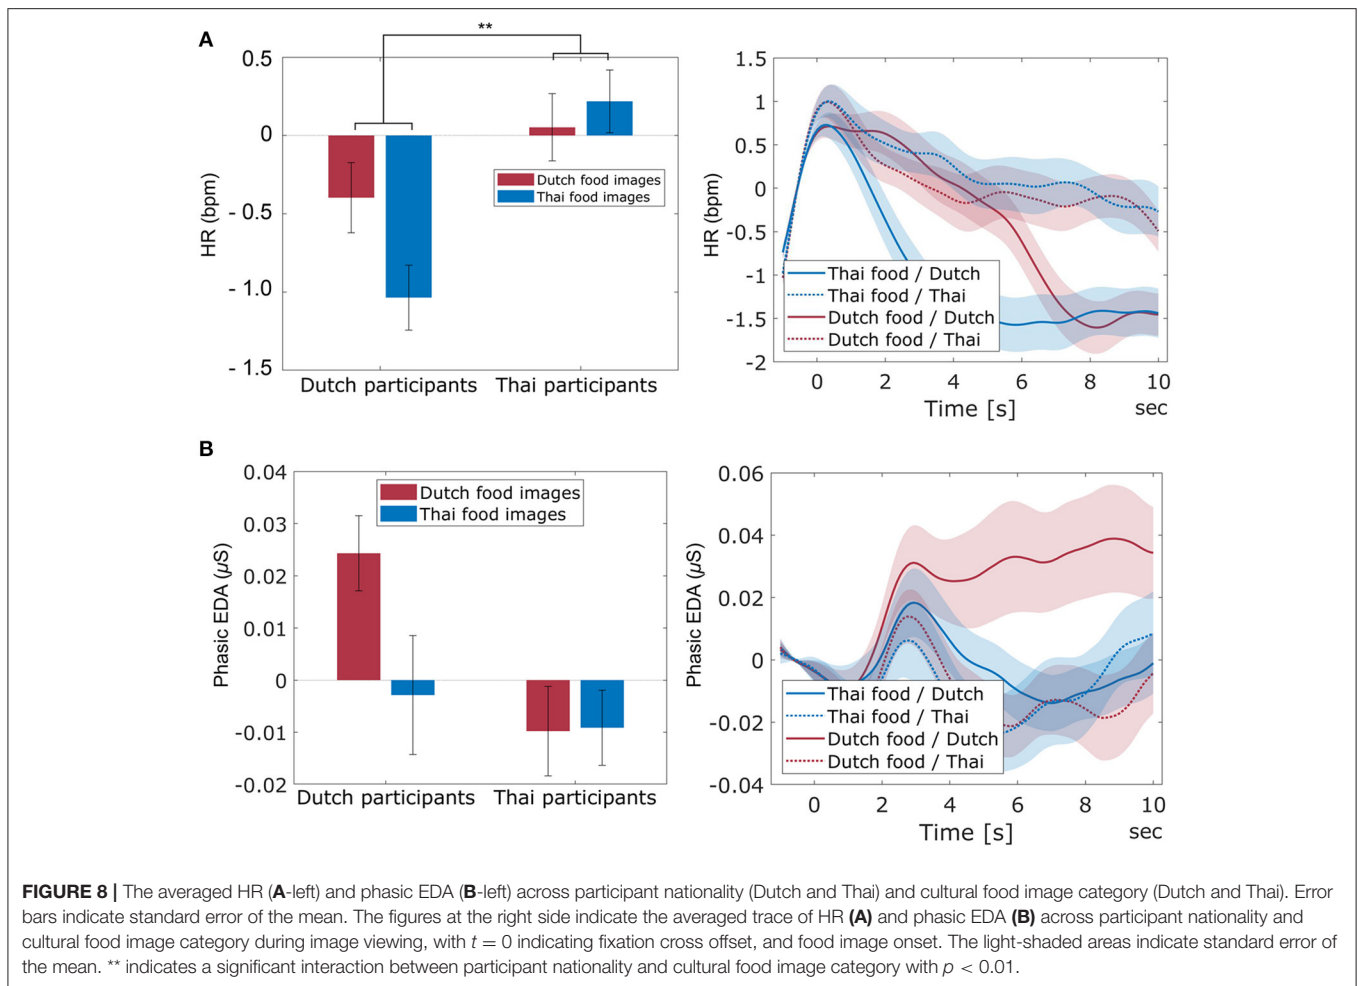 A
**
0.5
0
- 0.5
- 1.0
- 1.5
HR (bpm)
Dutch food images
Thai food images
Dutch participants
Thai participants
1.5
1
0.5
0
-0.5
-1
-1.5
-2
HR (bpm)
Thai food / Dutch
Thai food / Thai
Dutch food / Dutch
Dutch food / Thai
0 2 4 6 8 10
Time [s]
sec
B
0.04
0.03
0.02
0.01
0
-0.01
-0.02
Phasic EDA (µS)
Dutch food images
Thai food images
Dutch participants
Thai participants
0.06
0.04
0.02
0
-0.02
-0.04
Phasic EDA (µS)
Thai food / Dutch
Thai food / Thai
Dutch food / Dutch
Dutch food / Thai
0 2 4 6 8 10
Time [s]
sec
FIGURE 8 | The averaged HR (A-left) and phasic EDA (B-left) across participant nationality (Dutch and Thai) and cultural food image category (Dutch and Thai). Error
bars indicate standard error of the mean. The figures at the right side indicate the averaged trace of HR (A) and phasic EDA (B) across participant nationality and
cultural food image category during image viewing, with t = 0 indicating fixation cross offset, and food image onset. The light-shaded areas indicate standard error of
the mean. ** indicates a significant interaction between participant nationality and cultural food image category with p < 0.01.